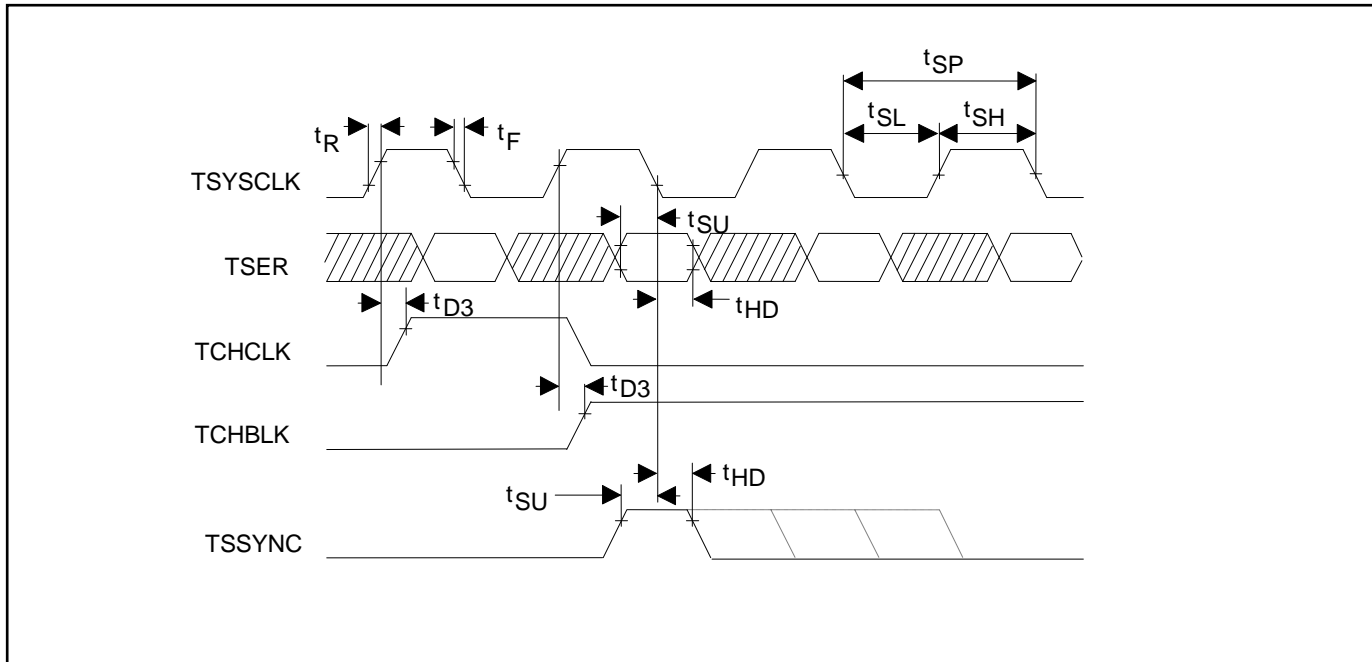 tSP
tSL tSH
tR tF
TSYSCLK
tSU
TSER
tHD
tD3
TCHCLK
tD3
TCHBLK
tHD
tSU
TSSYNC